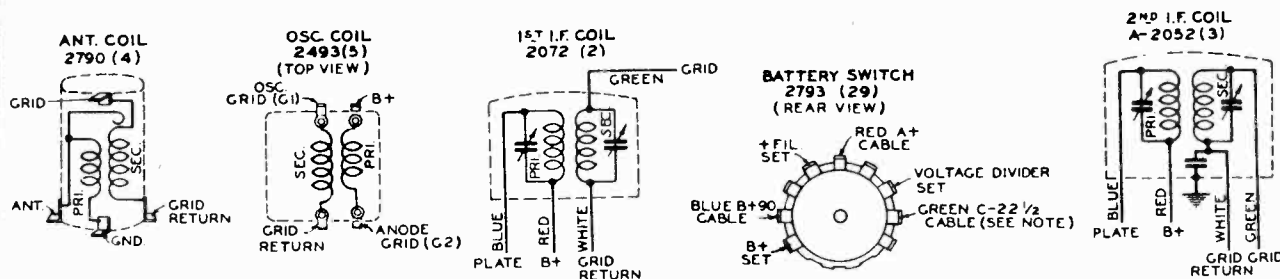 ANT. COIL
2790 (4)
GRID
PRI.
SEC.
ANT.
GRID
RETURN
GND.
OSC. COIL
2493(5)
(TOP VIEW)
OSC.
GRID (G1)
B+
SEC.
PRI.
GRID
RETURN
ANODE
GRID (G2)
1ST I.F. COIL
2072 (2)
GREEN
GRID
PRI.
SEC.
BLUE
RED
WHITE
PLATE
B+
GRID
RETURN
BATTERY SWITCH
2793 (29)
(REAR VIEW)
RED A+
CABLE
+ FIL.
SET
VOLTAGE DIVIDER
SET
BLUE B+90
CABLE
GREEN C-22 1/2
CABLE (SEE NOTE)
B+
SET
2ND I.F. COIL
A-2052 (3)
PRI.
SEC.
BLUE
RED
WHITE
GREEN
PLATE
B+
GRID GRID
RETURN